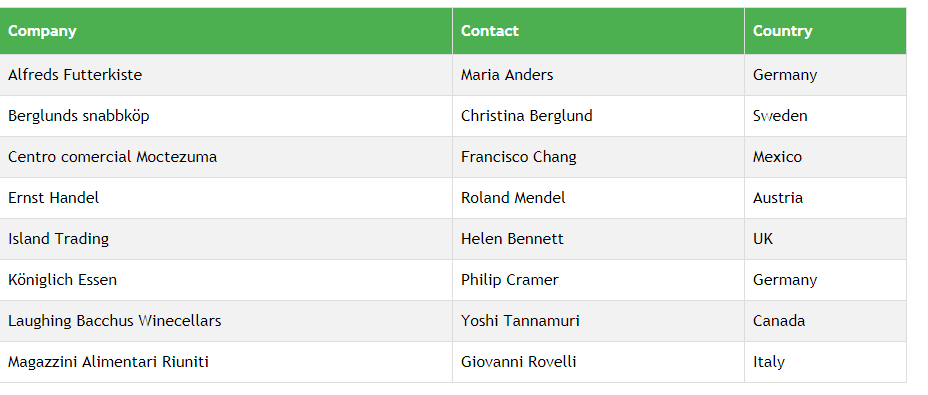 Company Contact Country
Alfreds Futterkiste Maria Anders Germany
Berglunds snabbköp Christina Berglund Sweden
Centro comercial Moctezuma Francisco Chang Mexico
Ernst Handel Roland Mendel Austria
Island Trading Helen Bennett UK
Königlich Essen Philip Cramer Germany
Laughing Bacchus Winecellars Yoshi Tannamuri Canada
Magazzini Alimentari Riuniti Giovanni Rovelli Italy